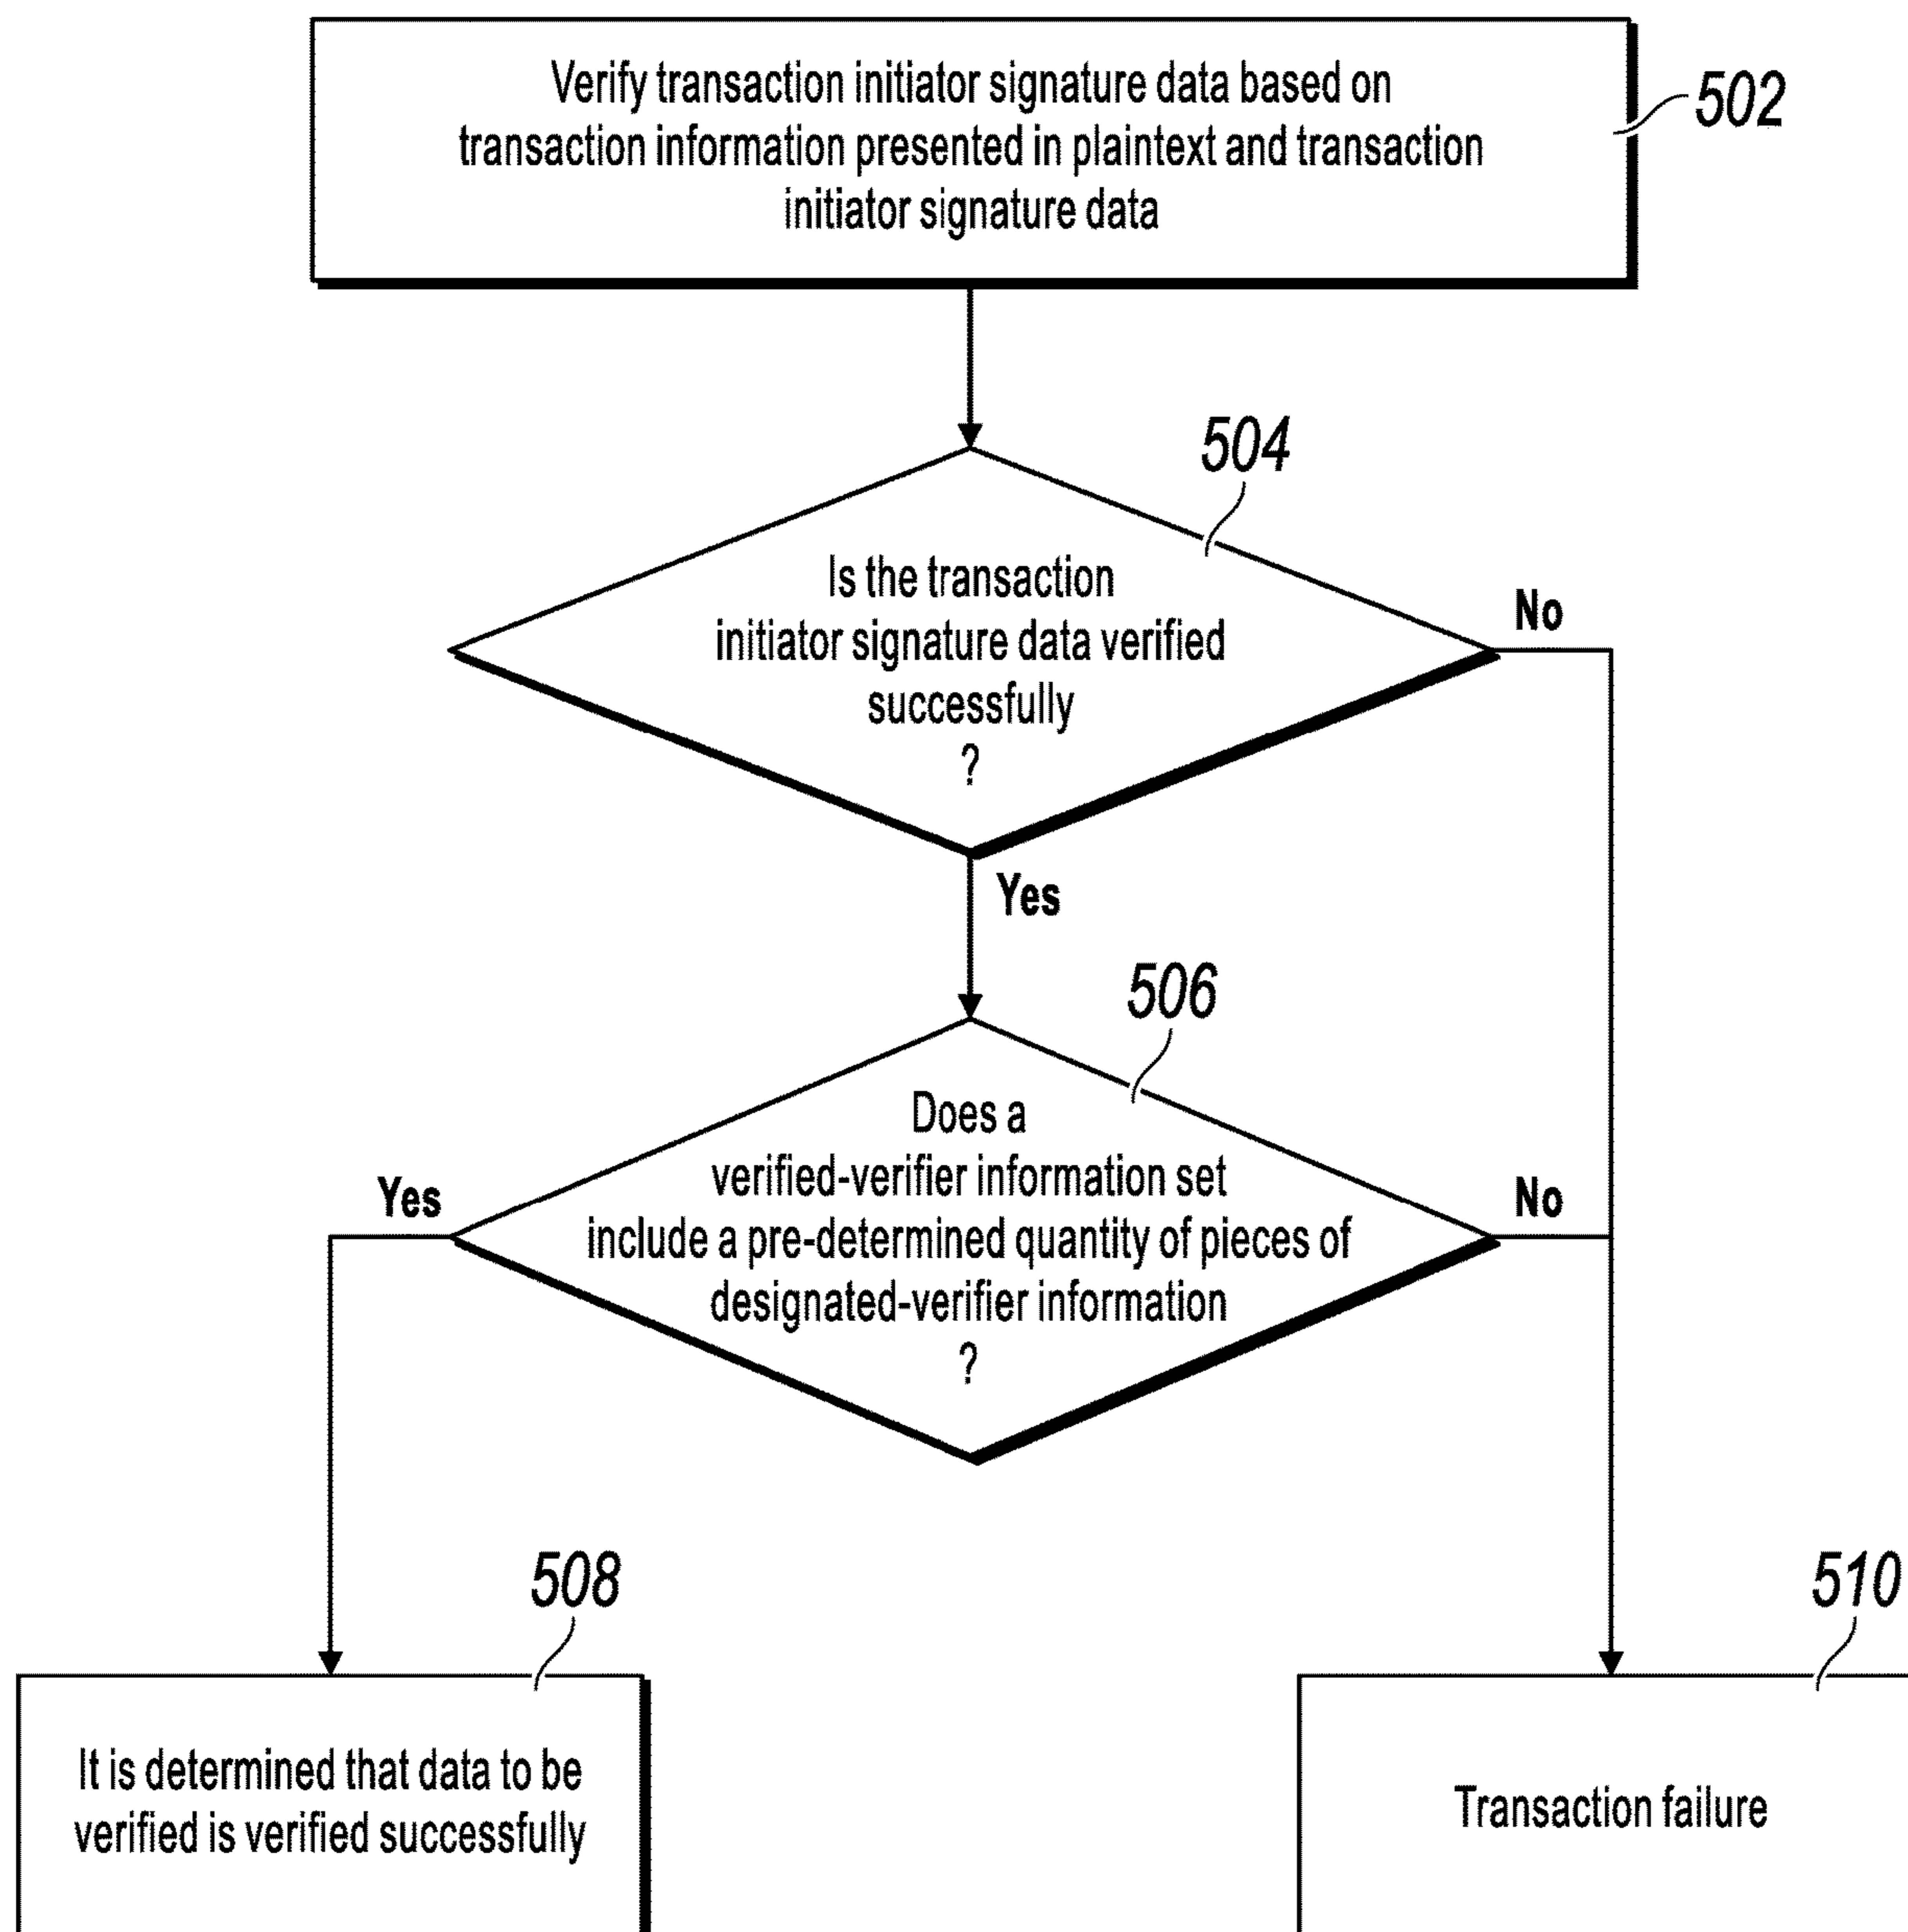 Verify transaction initiator signature data based on
transaction information presented in plaintext and transaction
initiator signature data
502
504
Is the transaction
initiator signature data verified
successfully
?
No
Yes
506
Does a
verified-verifier information set
include a pre-determined quantity of pieces of
designated-verifier information
?
Yes
No
508
It is determined that data to be
verified is verified successfully
510
Transaction failure